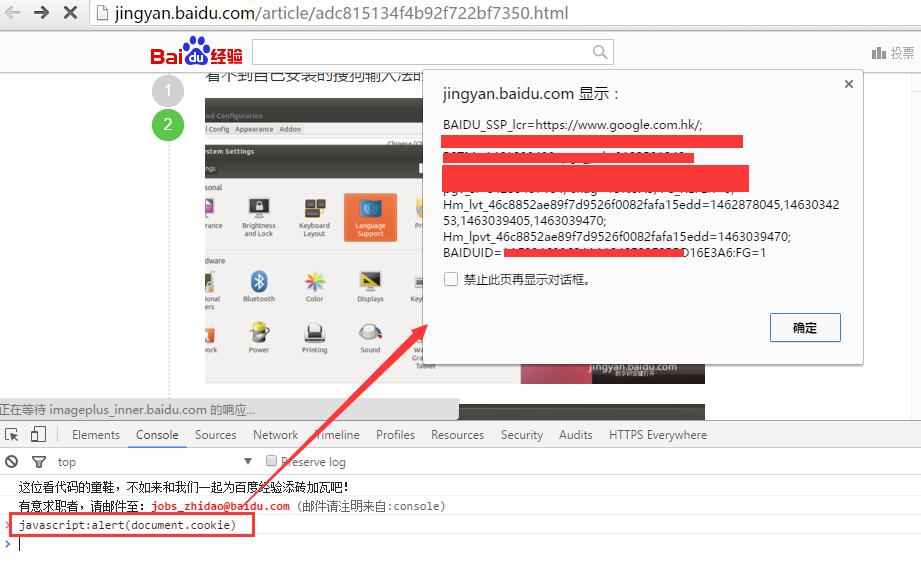 jingyan.baidu.com/article/adc815134f4b92f722bf7350.html
Bai du 经验
投票
看不到自己安装的搜狗输入法的
1
2
Config
Appearance
Addon
System Settings
Brightness and Lock
Keyboard Layout
Language Support
Bluetooth
Color
Displays
Power
Printing
Sound
jingyan.baidu.com 显示：
BAIDU_SSP_lcr=https://www.google.com.hk/;
Hm_lvt_46c8852ae89f7d9526f0082fafa15edd=1462878045,14630342
53,1463039405,1463039470;
Hm_lpvt_46c8852ae89f7d9526f0082fafa15edd=1463039470;
BAIDUID=
D16E3A6:FG=1
禁止此页再显示对话框。
确定
jingyan.baidu.com
正在等待 imageplus_inner.baidu.com 的响应...
Elements Console Sources Network Timeline Profiles Resources Security Audits HTTPS Everywhere
top
Preserve log
这位看代码的童鞋，不如来和我们一起为百度经验添砖加瓦吧！
有意求职者，请邮件至：jobs_zhidao@baidu.com（邮件请注明来自:console）
javascript:alert(document.cookie)